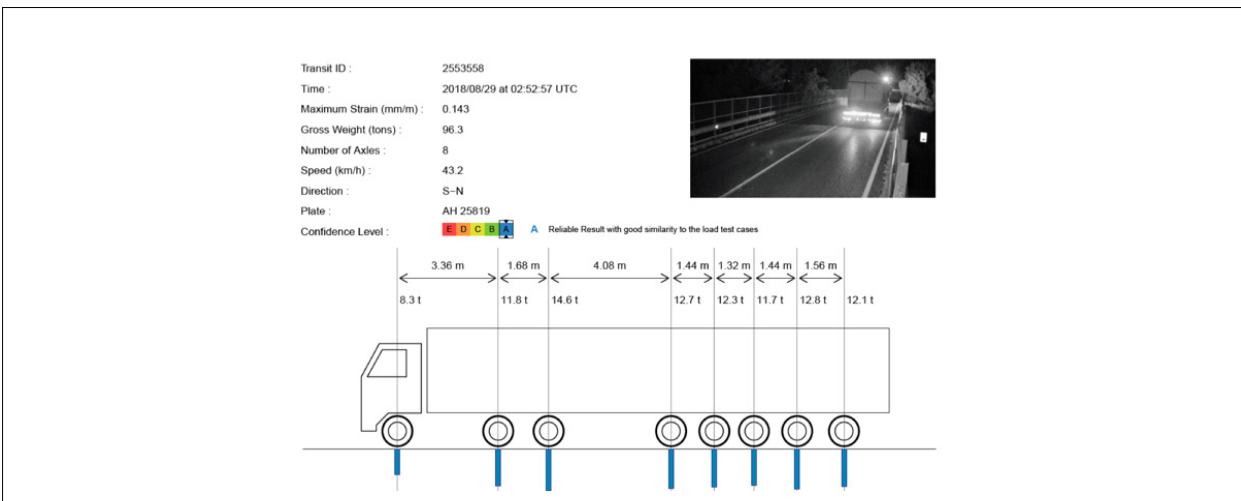 Transit ID :   2553558
Time :   2018/08/29 at 02:52:57 UTC
Maximum Strain (mm/m) :   0.143
Gross Weight (tons) :   96.3
Number of Axles :   8
Speed (km/h) :   43.2
Direction :   S−N
Plate :   AH 25819
Confidence Level :   E D C B A   A   Reliable Result with good similarity to the load test cases
3.36 m   1.68 m   4.08 m   1.44 m   1.32 m   1.44 m   1.56 m
8.3 t   11.8 t   14.6 t   12.7 t   12.3 t   11.7 t   12.8 t   12.1 t